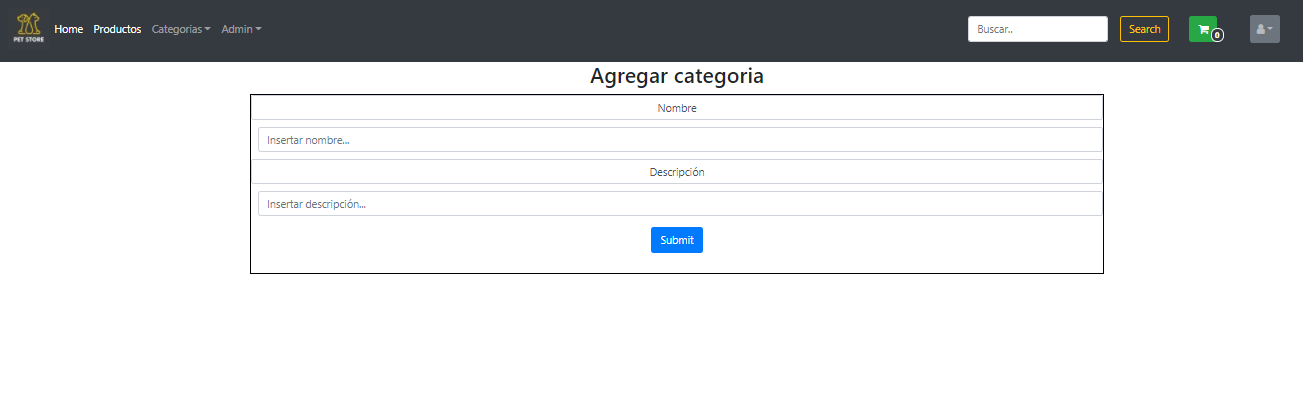 PET STORE
Home Productos Categorias Admin Buscar.. Search 0
Agregar categoria
Nombre
Insertar nombre...
Descripción
Insertar descripción...
Submit